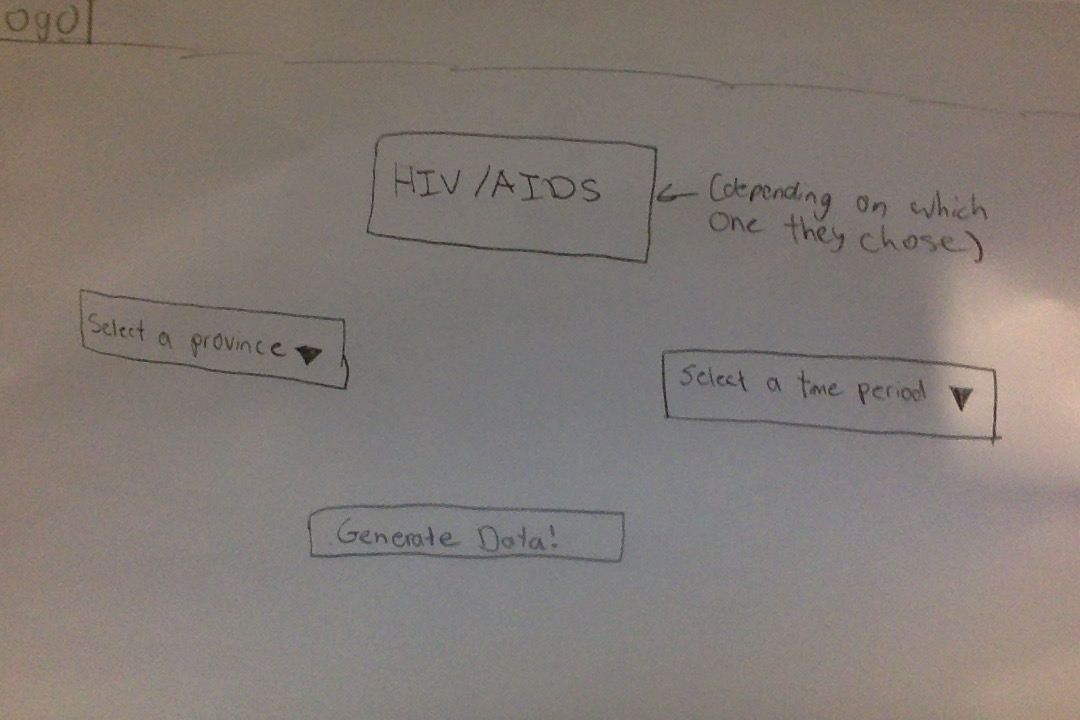 ogo
HIV/AIDS
(depending on which
one they chose)
Select a province
Select a time period
Generate Data!